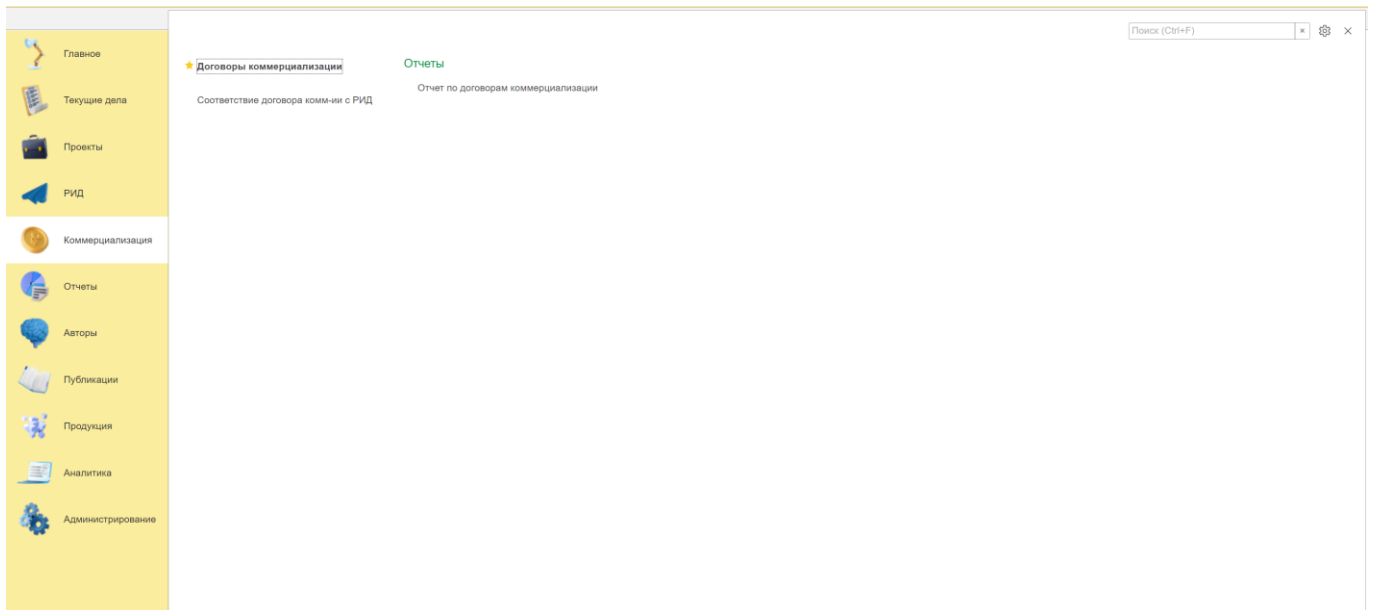 Поиск (Ctrl+F)
Главное
Текущие дела
Проекты
РИД
Коммерциализация
Отчеты
Авторы
Публикации
Продукция
Аналитика
Администрирование
Договоры коммерциализации
Соответствие договора комм-ии с РИД
Отчеты
Отчет по договорам коммерциализации